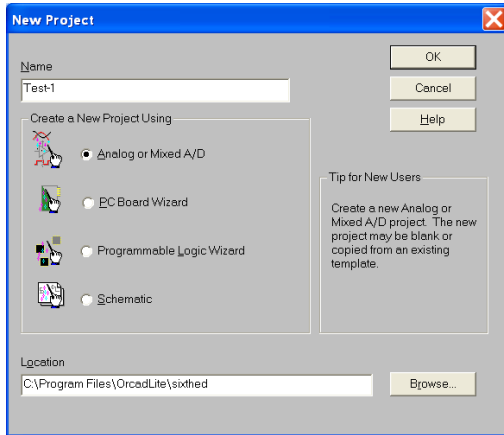 New Project
Name
Test-1
OK
Cancel
Help
Create a New Project Using
Analog or Mixed A/D
PC Board Wizard
Programmable Logic Wizard
Schematic
Tip for New Users
Create a new Analog or
Mixed A/D project. The new
project may be blank or
copied from an existing
template.
Location
C:\Program Files\OrcadLite\sixthed
Browse...